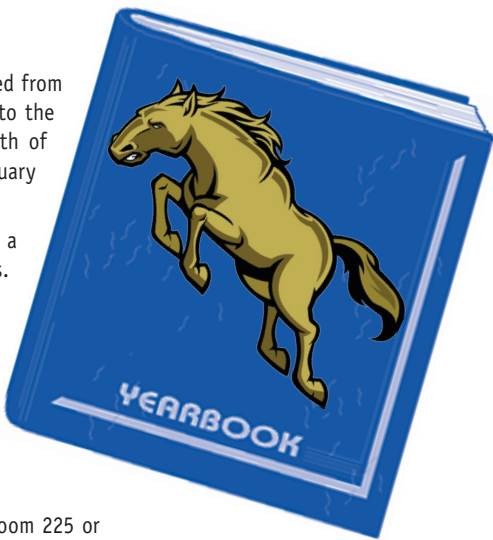 ed from
to the
th of
uary
a
s.
YEARBOOK
oom 225 or